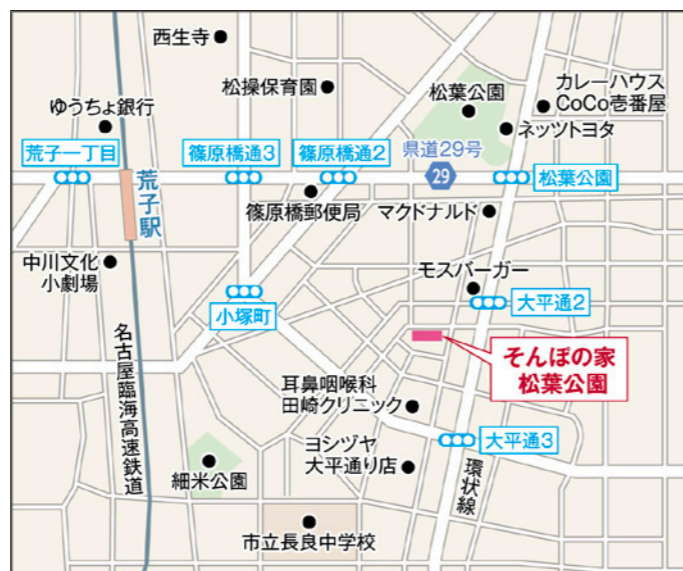 西生寺
松操保育園
ゆうちょ銀行
松葉公園
カレーハウス
CoCo壱番屋
ネッツトヨタ
荒子一丁目
篠原橋通3
篠原橋通2
県道29号
29
松葉公園
荒子駅
篠原橋郵便局
マクドナルド
中川文化
小劇場
モスバーガー
小塚町
大平通2
名古屋臨海高速鉄道
そんぽの家
松葉公園
耳鼻咽喉科
田崎クリニック
ヨシヅヤ
大平通り店
大平通3
環状線
細米公園
市立長良中学校